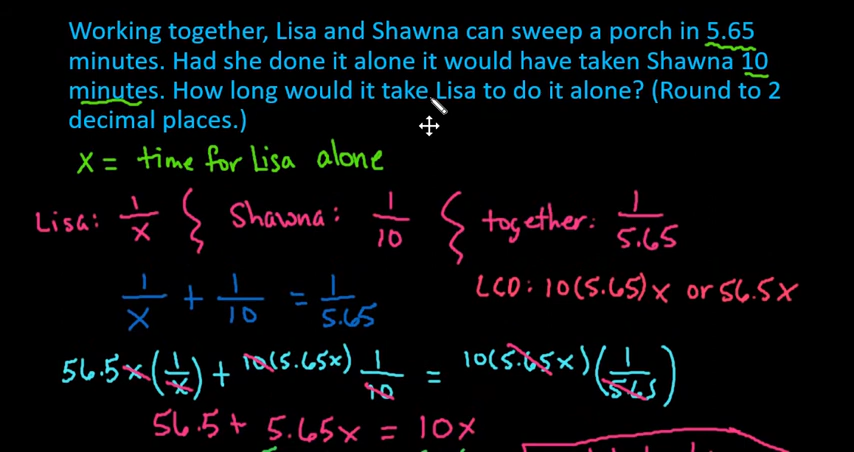 Working together, Lisa and Shawna can sweep a porch in 5.65
minutes. Had she done it alone it would have taken Shawna 10
minutes. How long would it take Lisa to do it alone? (Round to 2
decimal places.)
x = time for Lisa alone
Lisa: 1/x { Shawna: 1/10 { together: 1/5.65
LCD: 10(5.65)x or 56.5x
1/x + 1/10 = 1/5.65
56.5x(1/x) + 10(5.65x) 1/10 = 10(5.65x)(1/5.65)
56.5 + 5.65x = 10x